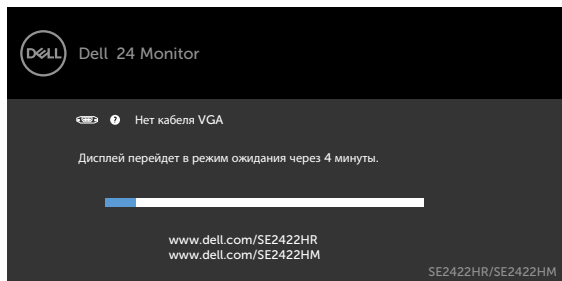 DELL
Dell 24 Monitor
? Нет кабеля VGA
Дисплей перейдет в режим ожидания через 4 минуты.
www.dell.com/SE2422HR
www.dell.com/SE2422HM
SE2422HR/SE2422HM